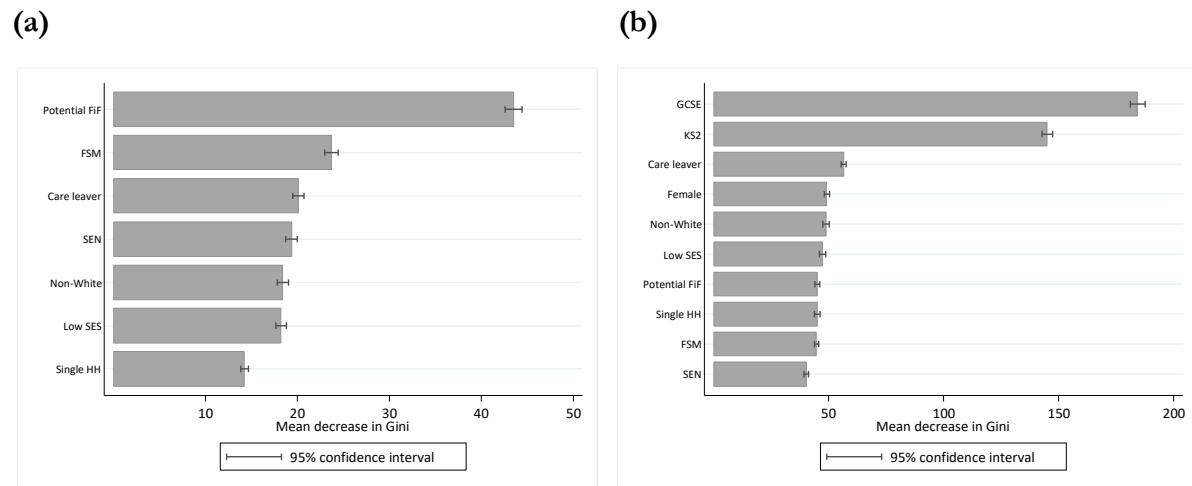 (a)
Potential FiF
FSM
Care leaver
SEN
Non-White
Low SES
Single HH
10 20 30 40 50
Mean decrease in Gini
95% confidence interval
(b)
GCSE
KS2
Care leaver
Female
Non-White
Low SES
Potential FiF
Single HH
FSM
SEN
50 100 150 200
Mean decrease in Gini
95% confidence interval